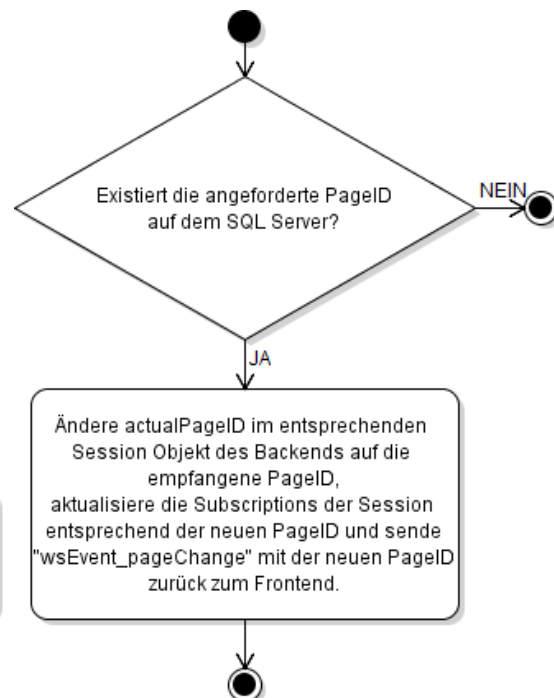 Existiert die angeforderte PageID
auf dem SQL Server?
NEIN
JA
Ändere actualPageID im entsprechenden
Session Objekt des Backends auf die
empfangene PageID,
aktualisiere die Subscriptions der Session
entsprechend der neuen PageID und sende
"wsEvent_pageChange" mit der neuen PageID
zurück zum Frontend.